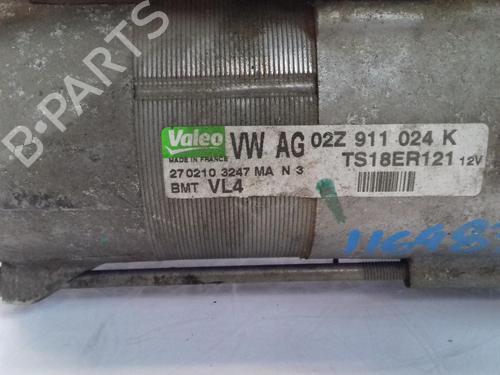 B-PARTS
Valeo VW AG 02Z 911 024 K
MADE IN FRANCE TS18ER121 12V
270210 3247 MA N 3
BMT VL4